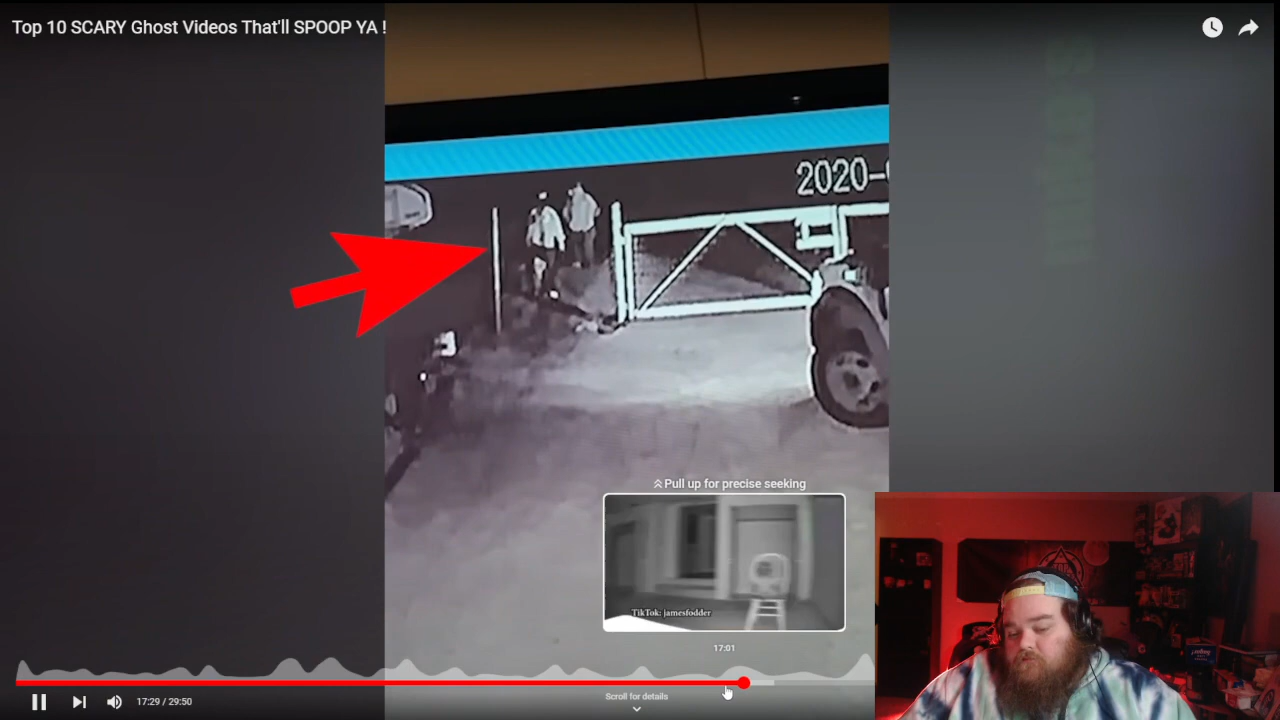 Top 10 SCARY Ghost Videos That'll SPOOP YA !
2020-
Pull up for precise seeking
TikTok: jamesfodder
17:01
17:29 / 29:50
Scroll for details